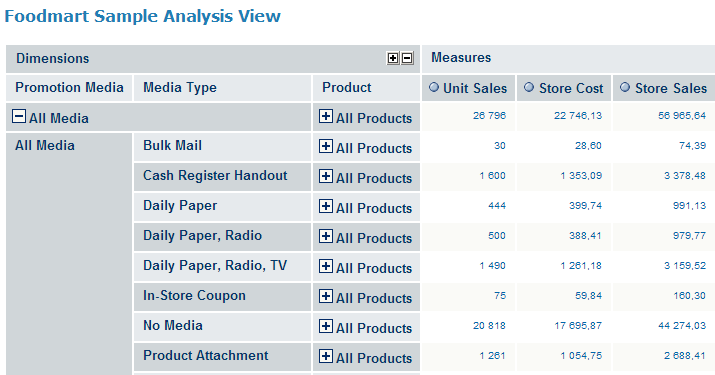 Foodmart Sample Analysis View
Dimensions Measures
Promotion Media Media Type Product Unit Sales Store Cost Store Sales
All Media All Products 26 796 22 746,13 56 965,64
All Media Bulk Mail All Products 30 28,60 74,39
Cash Register Handout All Products 1 600 1 353,09 3 378,48
Daily Paper All Products 444 399,74 991,13
Daily Paper, Radio All Products 500 388,41 979,77
Daily Paper, Radio, TV All Products 1 490 1 261,18 3 159,52
In-Store Coupon All Products 75 59,84 160,30
No Media All Products 20 818 17 695,87 44 274,03
Product Attachment All Products 1 261 1 054,75 2 688,41